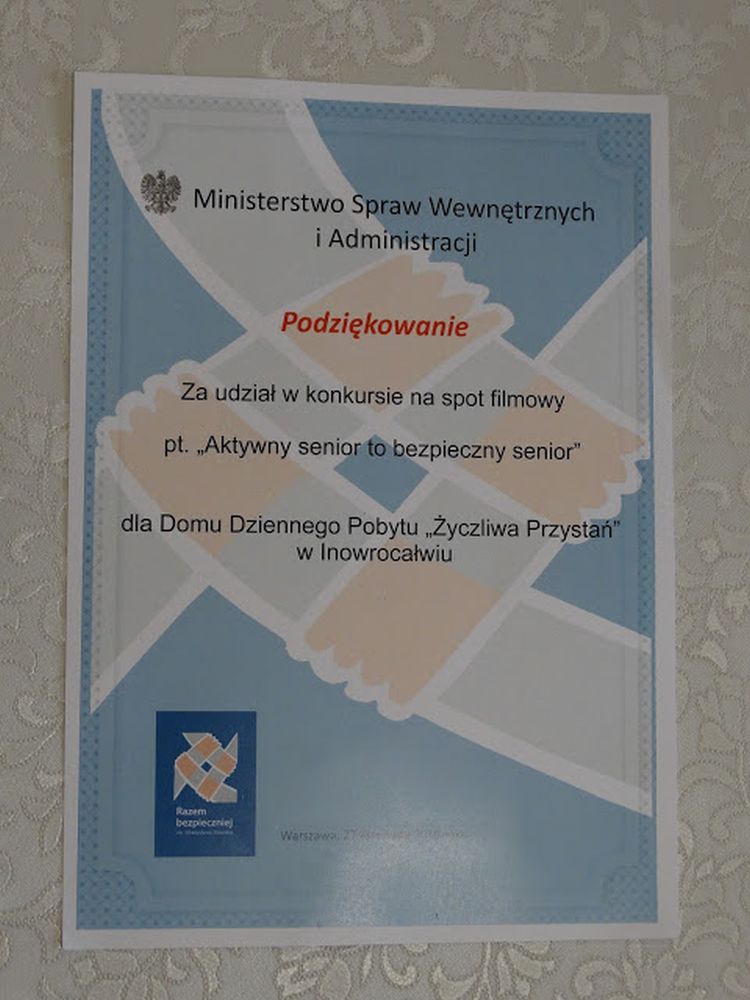 Ministerstwo Spraw Wewnętrznych
i Administracji
Podziękowanie
Za udział w konkursie na spot filmowy
pt. „Aktywny senior to bezpieczny senior”
dla Domu Dziennego Pobytu „Życzliwa Przystań”
w Inowrocałwiu
Razem
bezpieczniej
Warszawa,